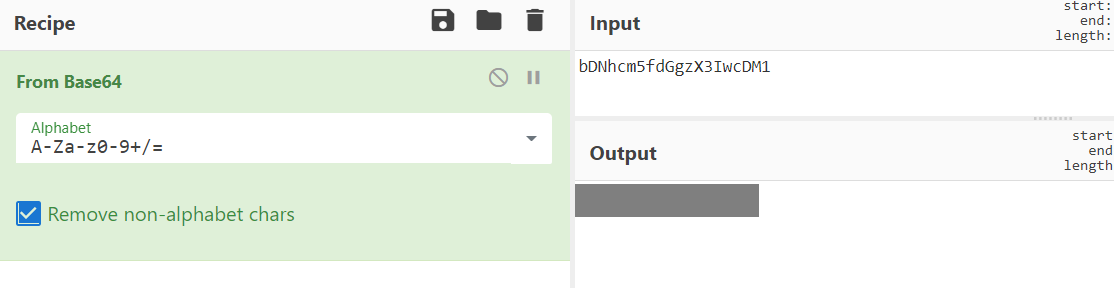 Recipe
From Base64
Alphabet
A-Za-z0-9+/=
Remove non-alphabet chars
Input
start:
end:
length:
bDNhcm5fdGgzX3IwcDM1
Output
start
end
length